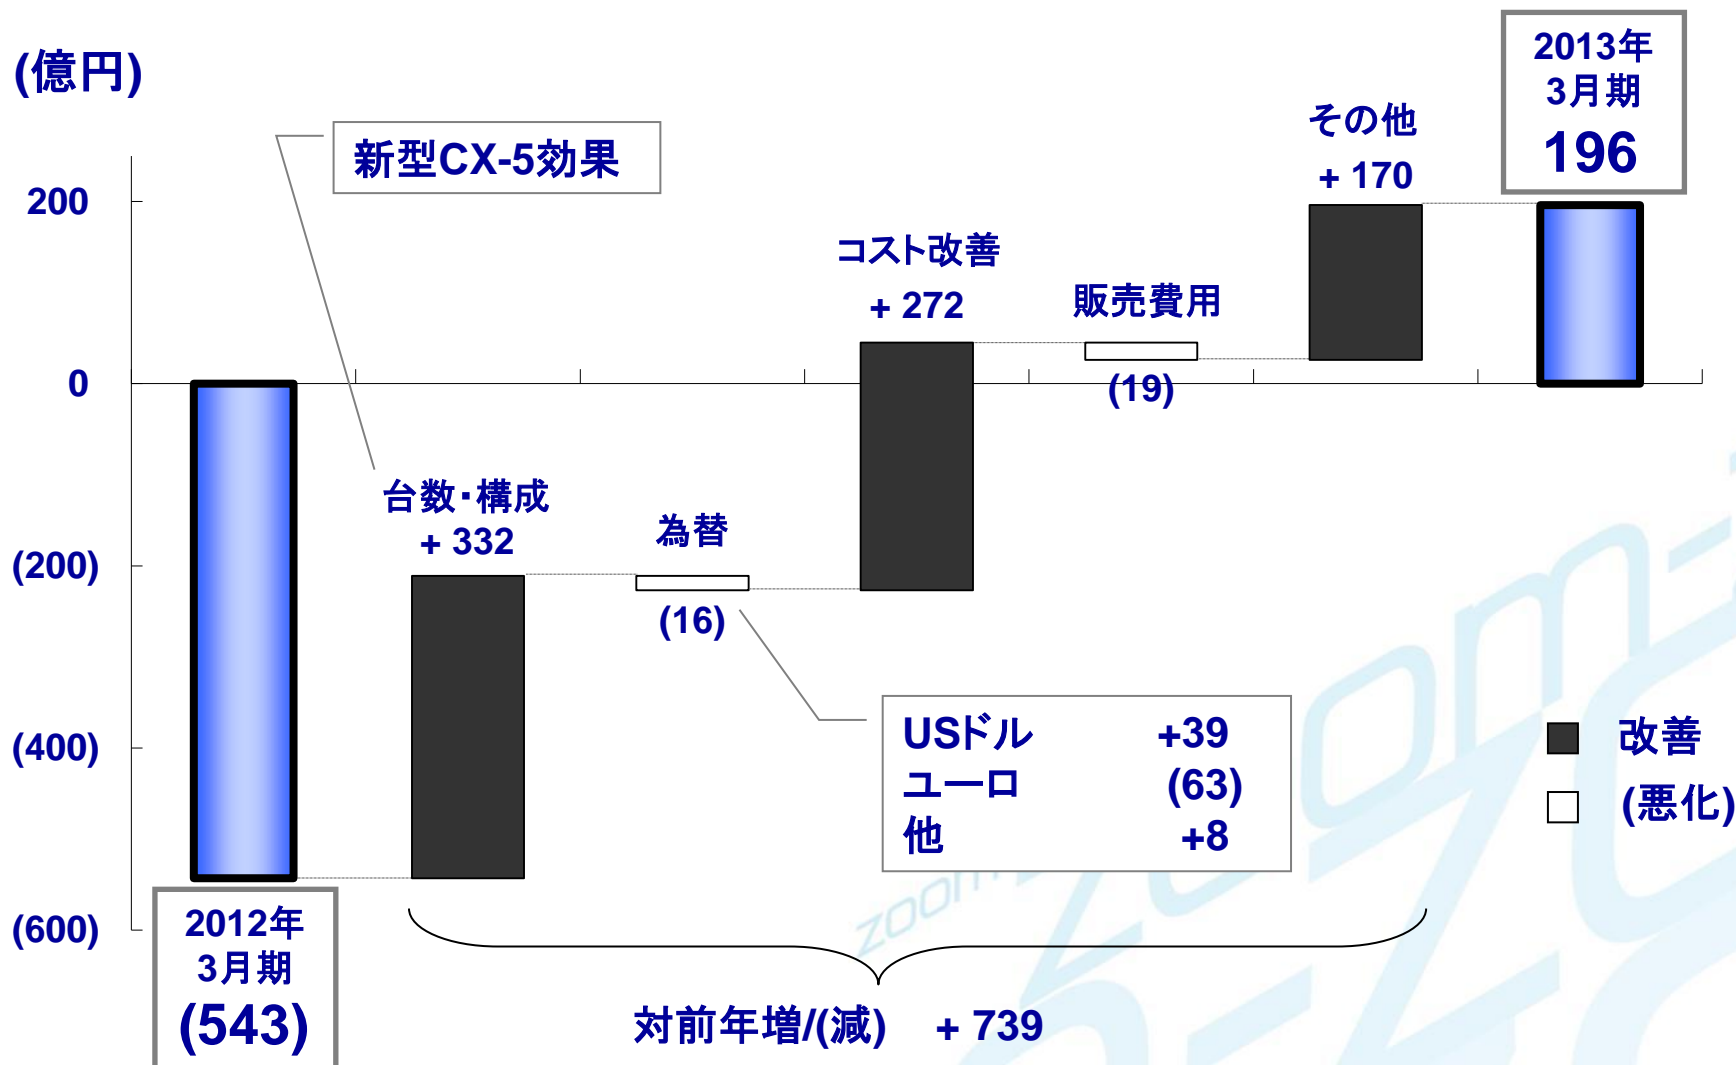 (億円)
2013年
3月期
196
新型CX-5効果
その他
+ 170
200
コスト改善
+ 272
販売費用
(19)
0
台数・構成
+ 332
為替
(16)
(200)
USドル +39
ユーロ (63)
他 +8
(400)
改善
(悪化)
(600)
2012年
3月期
(543)
対前年増/(減) + 739
zoom-